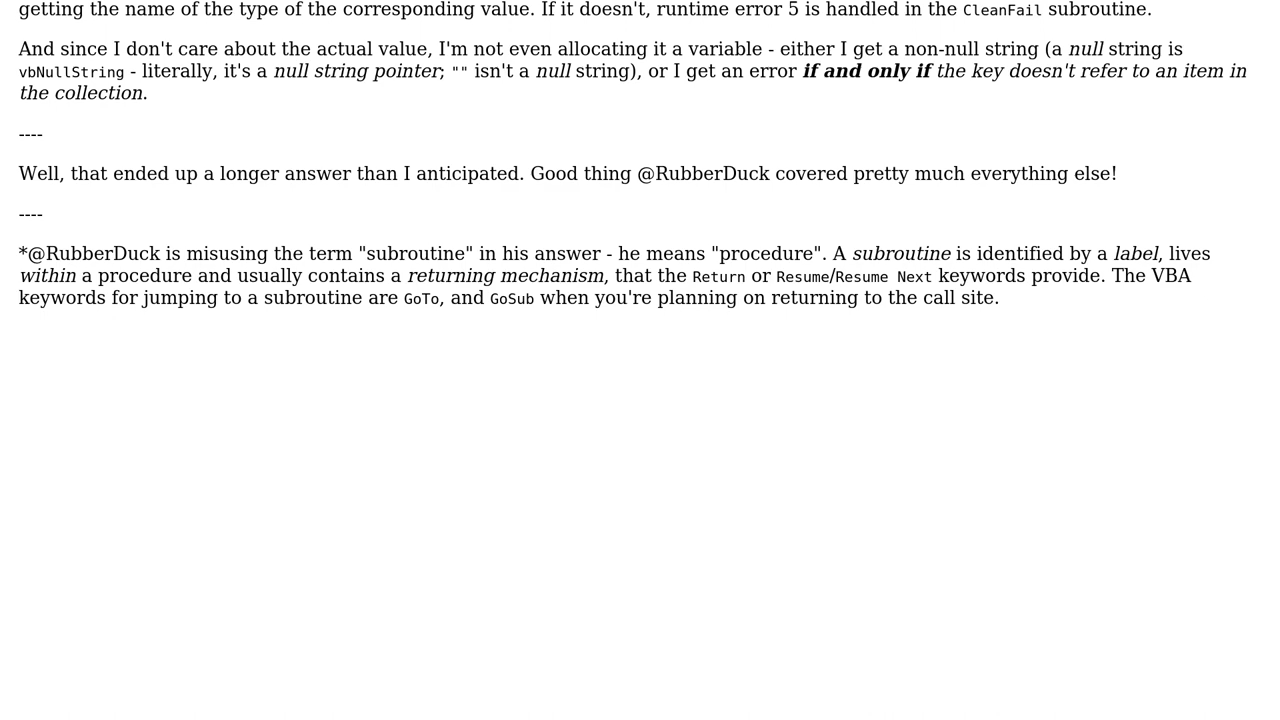 getting the name of the type of the corresponding value. If it doesn't, runtime error 5 is handled in the CleanFail subroutine.
And since I don't care about the actual value, I'm not even allocating it a variable - either I get a non-null string (a null string is
vbNullString - literally, it's a null string pointer; "" isn't a null string), or I get an error if and only if the key doesn't refer to an item in
the collection.
----
Well, that ended up a longer answer than I anticipated. Good thing @RubberDuck covered pretty much everything else!
----
*@RubberDuck is misusing the term "subroutine" in his answer - he means "procedure". A subroutine is identified by a label, lives
within a procedure and usually contains a returning mechanism, that the Return or Resume/Resume Next keywords provide. The VBA
keywords for jumping to a subroutine are GoTo, and GoSub when you're planning on returning to the call site.